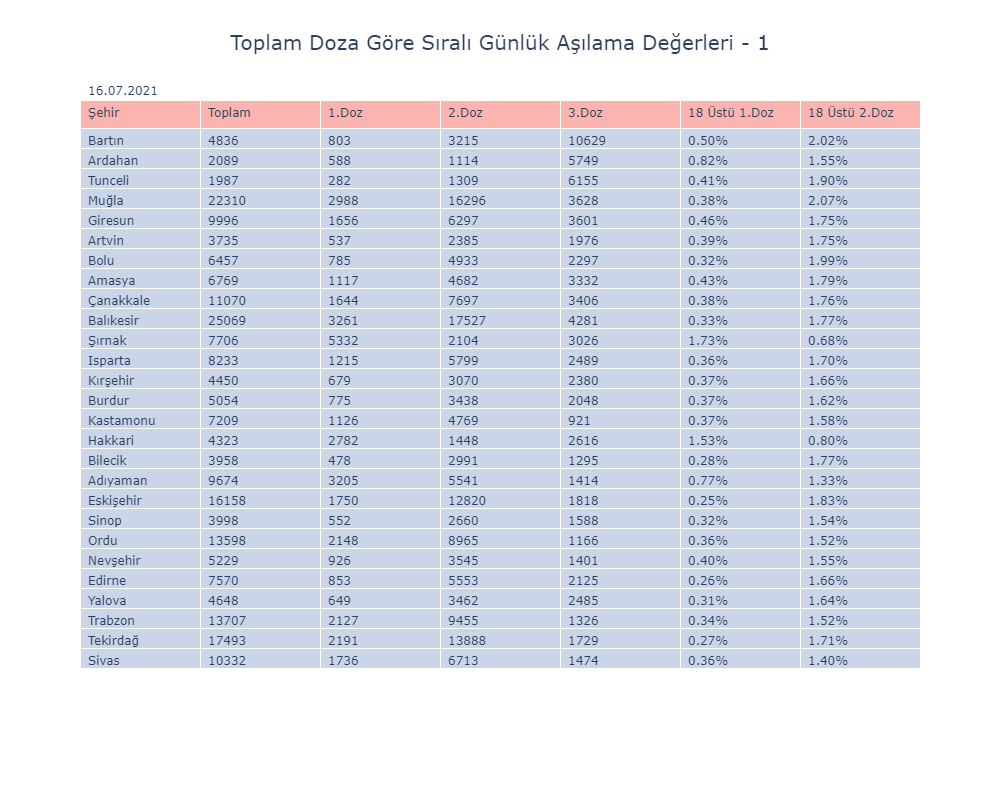 Toplam Doza Göre Sıralı Günlük Aşılama Değerleri - 1
16.07.2021
Şehir Toplam 1.Doz 2.Doz 3.Doz 18 Üstü 1.Doz 18 Üstü 2.Doz
Bartın 4836 803 3215 10629 0.50% 2.02%
Ardahan 2089 588 1114 5749 0.82% 1.55%
Tunceli 1987 282 1309 6155 0.41% 1.90%
Muğla 22310 2988 16296 3628 0.38% 2.07%
Giresun 9996 1656 6297 3601 0.46% 1.75%
Artvin 3735 537 2385 1976 0.39% 1.75%
Bolu 6457 785 4933 2297 0.32% 1.99%
Amasya 6769 1117 4682 3332 0.43% 1.79%
Çanakkale 11070 1644 7697 3406 0.38% 1.76%
Balıkesir 25069 3261 17527 4281 0.33% 1.77%
Şırnak 7706 5332 2104 3026 1.73% 0.68%
Isparta 8233 1215 5799 2489 0.36% 1.70%
Kırşehir 4450 679 3070 2380 0.37% 1.66%
Burdur 5054 775 3438 2048 0.37% 1.62%
Kastamonu 7209 1126 4769 921 0.37% 1.58%
Hakkari 4323 2782 1448 2616 1.53% 0.80%
Bilecik 3958 478 2991 1295 0.28% 1.77%
Adıyaman 9674 3205 5541 1414 0.77% 1.33%
Eskişehir 16158 1750 12820 1818 0.25% 1.83%
Sinop 3998 552 2660 1588 0.32% 1.54%
Ordu 13598 2148 8965 1166 0.36% 1.52%
Nevşehir 5229 926 3545 1401 0.40% 1.55%
Edirne 7570 853 5553 2125 0.26% 1.66%
Yalova 4648 649 3462 2485 0.31% 1.64%
Trabzon 13707 2127 9455 1326 0.34% 1.52%
Tekirdağ 17493 2191 13888 1729 0.27% 1.71%
Sivas 10332 1736 6713 1474 0.36% 1.40%